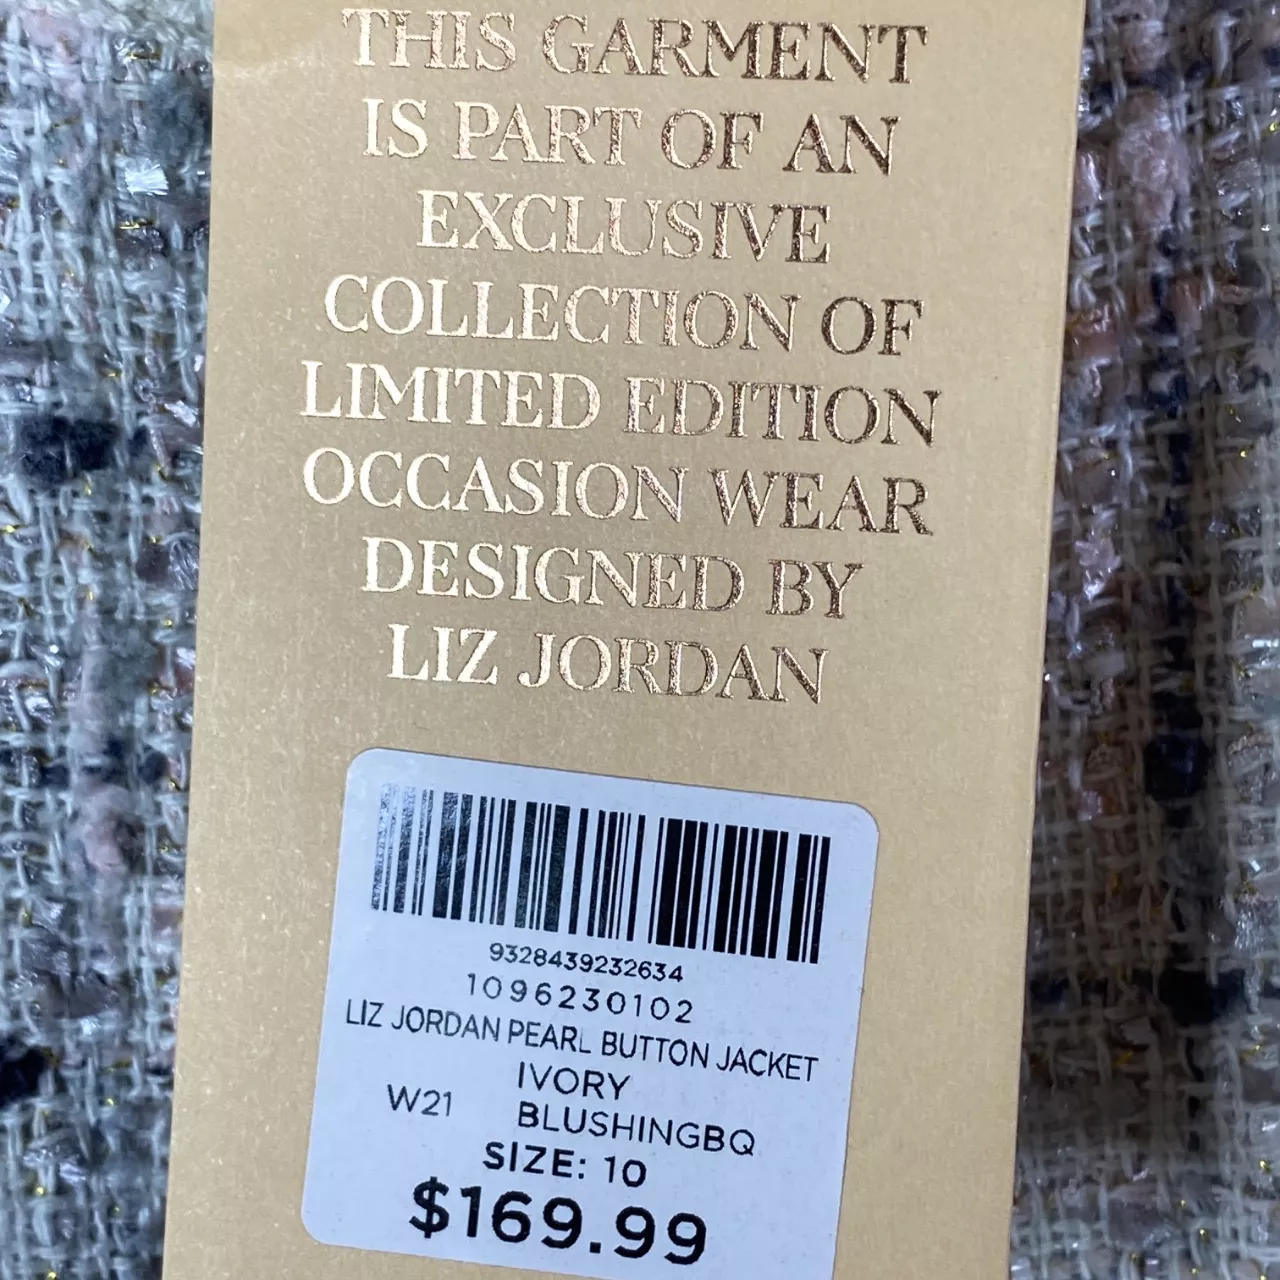 THIS GARMENT
IS PART OF AN
EXCLUSIVE
COLLECTION OF
LIMITED EDITION
OCCASION WEAR
DESIGNED BY
LIZ JORDAN
9328439232634
1096230102
LIZ JORDAN PEARL BUTTON JACKET
IVORY
W21 BLUSHINGBQ
SIZE: 10
$169.99